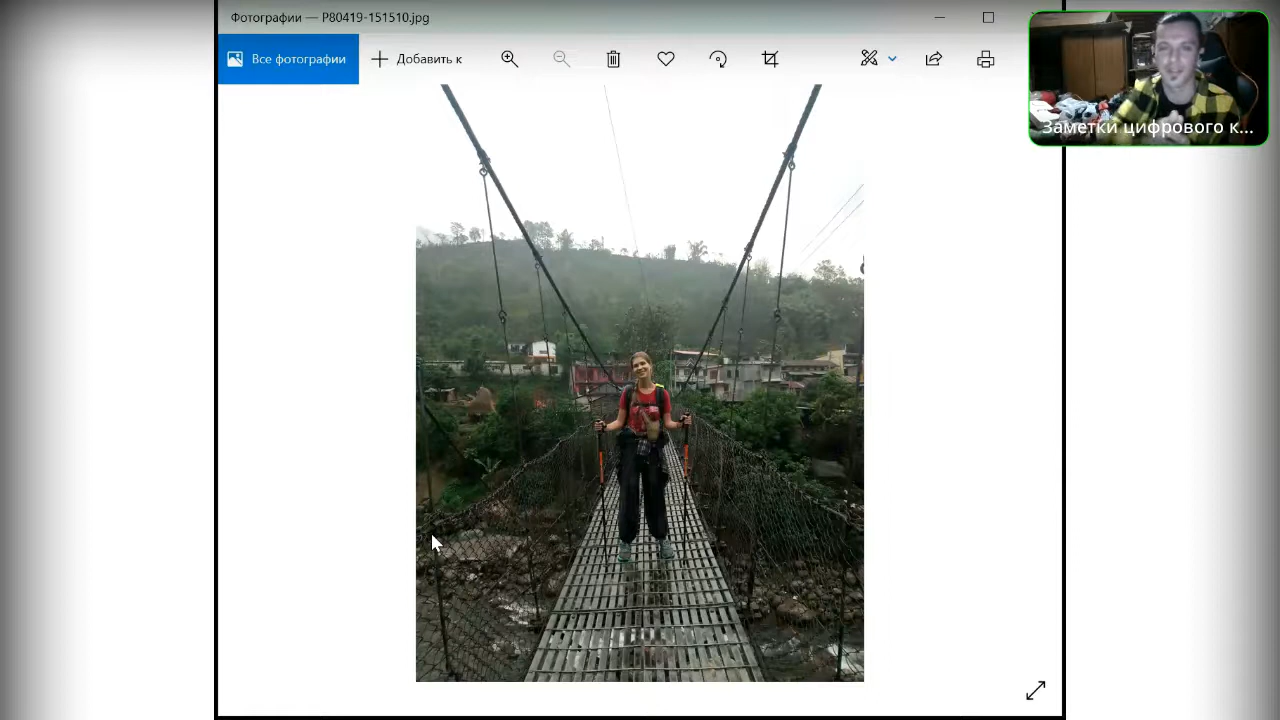 Фотографии — P80419-151510.jpg
Все фотографии
Добавить к
Заметки цифрового к...